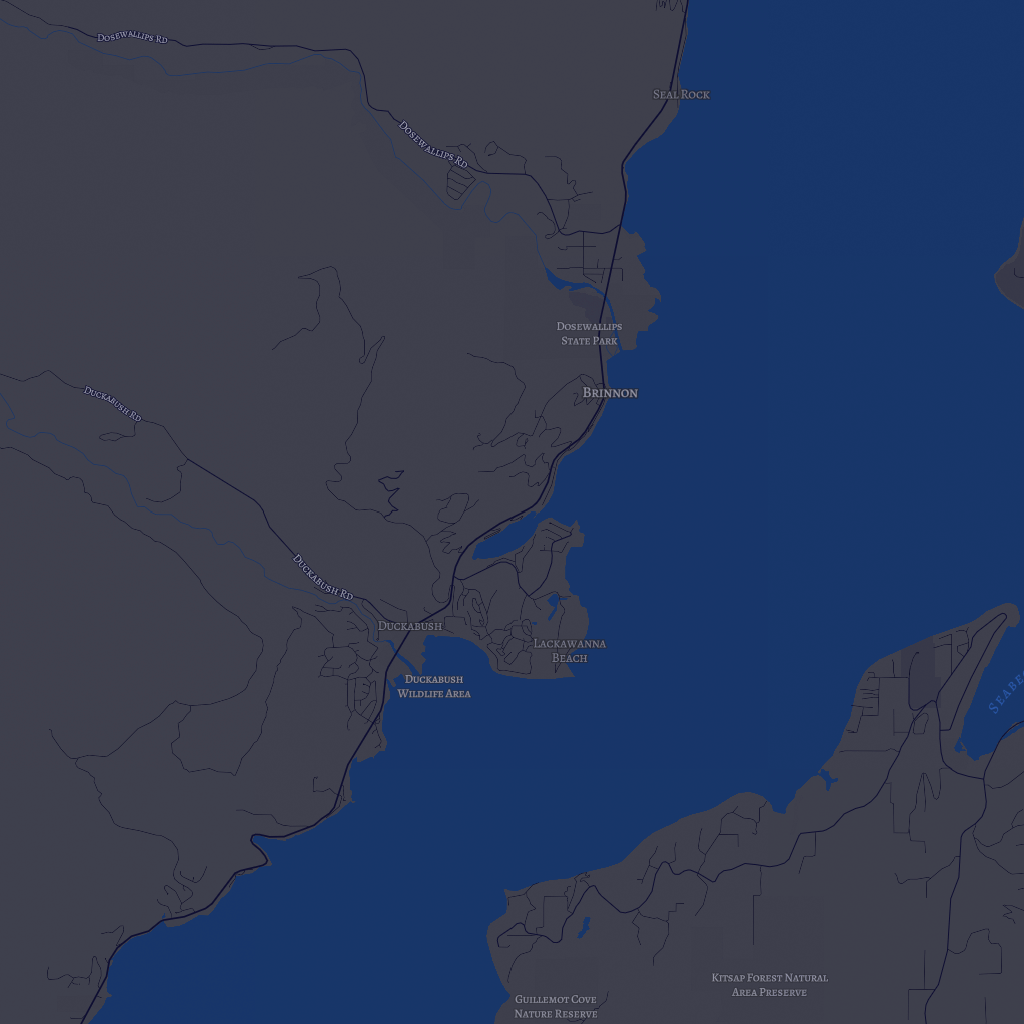 Dosewallips Rd
Seal Rock
Dosewallips Rd
Dosewallips
State Park
Brinnon
Duckabush Rd
Duckabush Rd
Duckabush
Lackawanna
Beach
Duckabush
Wildlife Area
Kitsap Forest Natural
Area Preserve
Guillemot Cove
Nature Reserve